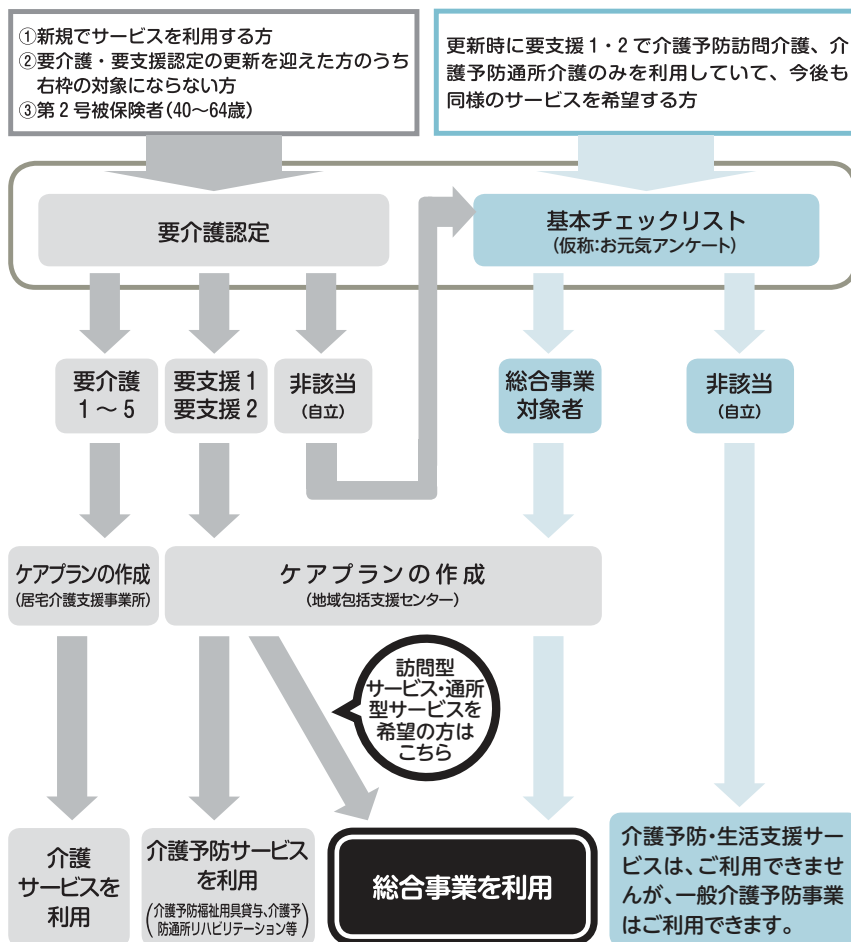 ①新規でサービスを利用する方
②要介護・要支援認定の更新を迎えた方のうち
右枠の対象にならない方
③第2号被保険者(40〜64歳)
更新時に要支援1・2で介護予防訪問介護、介
護予防通所介護のみを利用していて、今後も
同様のサービスを希望する方
要介護認定
基本チェックリスト
(仮称:お元気アンケート)
要介護
1〜5
要支援1
要支援2
非該当
(自立)
総合事業
対象者
非該当
(自立)
ケアプランの作成
(居宅介護支援事業所)
ケアプランの作成
(地域包括支援センター)
訪問型
サービス・通所
型サービスを
希望の方は
こちら
介護
サービスを
利用
介護予防サービス
を利用
(介護予防福祉用具貸与、介護予
防通所リハビリテーション等)
総合事業を利用
介護予防・生活支援サー
ビスは、ご利用できませ
んが、一般介護予防事業
はご利用できます。